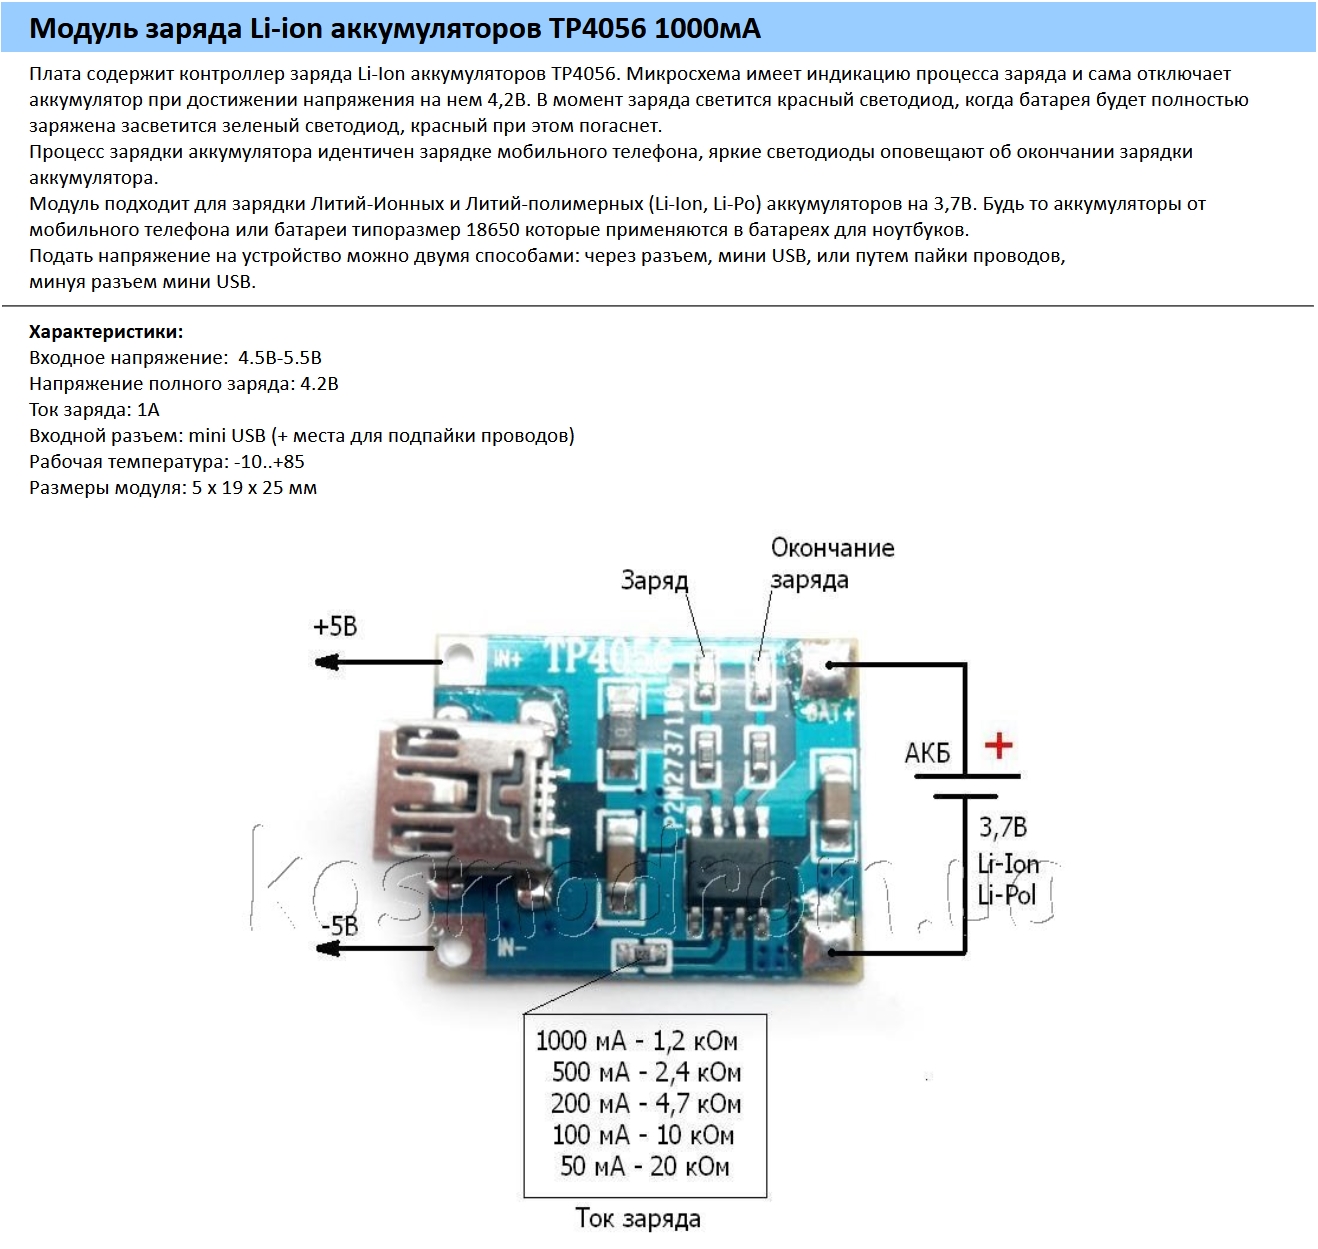 Модуль заряда Li-ion аккумуляторов TP4056 1000мА
Плата содержит контроллер заряда Li-Ion аккумуляторов TP4056. Микросхема имеет индикацию процесса заряда и сама отключает
аккумулятор при достижении напряжения на нем 4,2В. В момент заряда светится красный светодиод, когда батарея будет полностью
заряжена засветится зеленый светодиод, красный при этом погаснет.
Процесс зарядки аккумулятора идентичен зарядке мобильного телефона, яркие светодиоды оповещают об окончании зарядки
аккумулятора.
Модуль подходит для зарядки Литий-Ионных и Литий-полимерных (Li-Ion, Li-Po) аккумуляторов на 3,7В. Будь то аккумуляторы от
мобильного телефона или батареи типоразмер 18650 которые применяются в батареях для ноутбуков.
Подать напряжение на устройство можно двумя способами: через разъем, мини USB, или путем пайки проводов,
минуя разъем мини USB.
Характеристики:
Входное напряжение:  4.5В-5.5В
Напряжение полного заряда: 4.2В
Ток заряда: 1А
Входной разъем: mini USB (+ места для подпайки проводов)
Рабочая температура: -10..+85
Размеры модуля: 5 x 19 x 25 мм
Окончание
заряда
Заряд
+5В
IN+
TP4056
BAT+
АКБ
+
3,7В
Li-Ion
Li-Pol
kosmodrom.ua
-5В
IN-
1000 мА - 1,2 кОм
500 мА - 2,4 кОм
200 мА - 4,7 кОм
100 мА - 10 кОм
50 мА - 20 кОм
Ток заряда